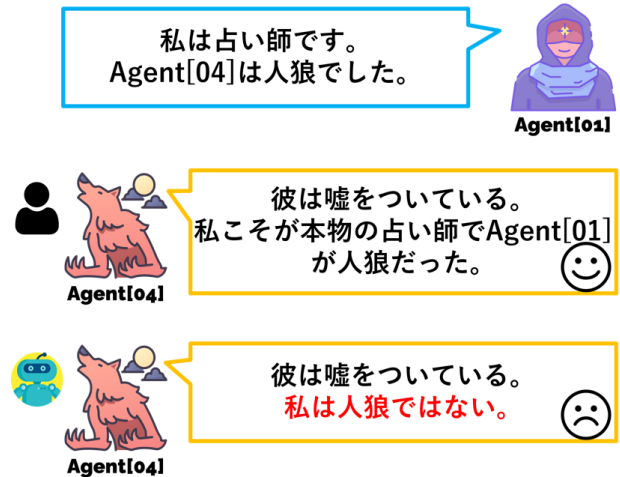 私は占い師です。
Agent[04]は人狼でした。
Agent[01]
彼は嘘をついている。
私こそが本物の占い師でAgent[01]
が人狼だった。
Agent[04]
彼は嘘をついている。
私は人狼ではない。
Agent[04]